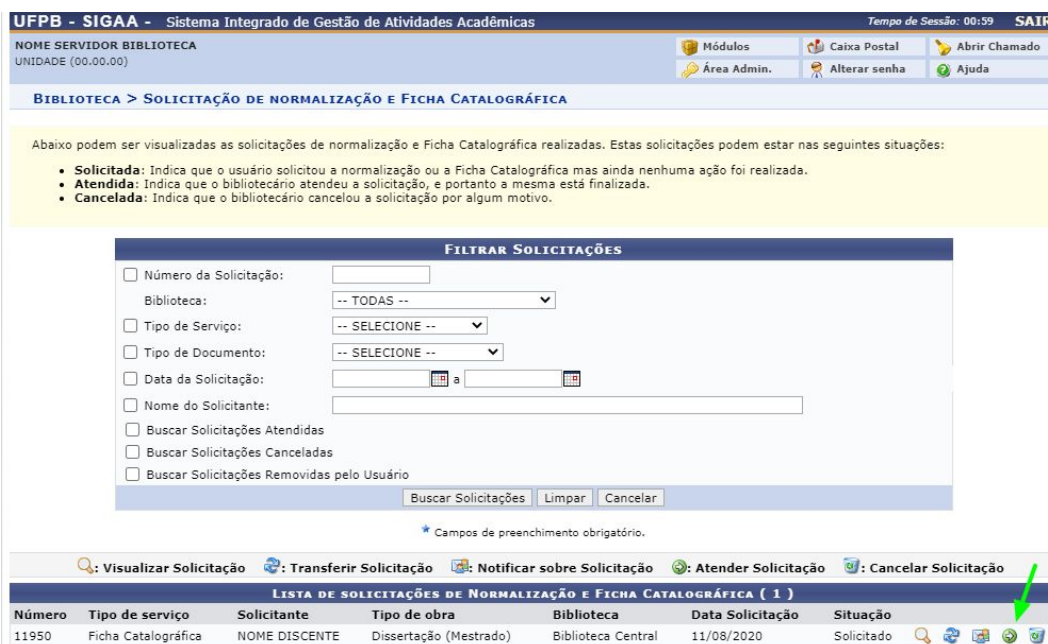 UFPB - SIGAA - Sistema Integrado de Gestão de Atividades Acadêmicas Tempo de Sessão: 00:59 SAIR
NOME SERVIDOR BIBLIOTECA
UNIDADE (00.00.00)
Módulos Caixa Postal Abrir Chamado
Área Admin. Alterar senha Ajuda
BIBLIOTECA > SOLICITAÇÃO DE NORMALIZAÇÃO E FICHA CATALOGRÁFICA
Abaixo podem ser visualizadas as solicitações de normalização e Ficha Catalográfica realizadas. Estas solicitações podem estar nas seguintes situações:
• Solicitada: Indica que o usuário solicitou a normalização ou a Ficha Catalográfica mas ainda nenhuma ação foi realizada.
• Atendida: Indica que o bibliotecário atendeu a solicitação, e portanto a mesma está finalizada.
• Cancelada: Indica que o bibliotecário cancelou a solicitação por algum motivo.
FILTRAR SOLICITAÇÕES
Número da Solicitação:
Biblioteca: -- TODAS --
Tipo de Serviço: -- SELECIONE --
Tipo de Documento: -- SELECIONE --
Data da Solicitação: a
Nome do Solicitante:
Buscar Solicitações Atendidas
Buscar Solicitações Canceladas
Buscar Solicitações Removidas pelo Usuário
Buscar Solicitações Limpar Cancelar
* Campos de preenchimento obrigatório.
: Visualizar Solicitação : Transferir Solicitação : Notificar sobre Solicitação : Atender Solicitação : Cancelar Solicitação
LISTA DE SOLICITAÇÕES DE NORMALIZAÇÃO E FICHA CATALOGRÁFICA ( 1 )
Número Tipo de serviço Solicitante Tipo de obra Biblioteca Data Solicitação Situação
11950 Ficha Catalográfica NOME DISCENTE Dissertação (Mestrado) Biblioteca Central 11/08/2020 Solicitado